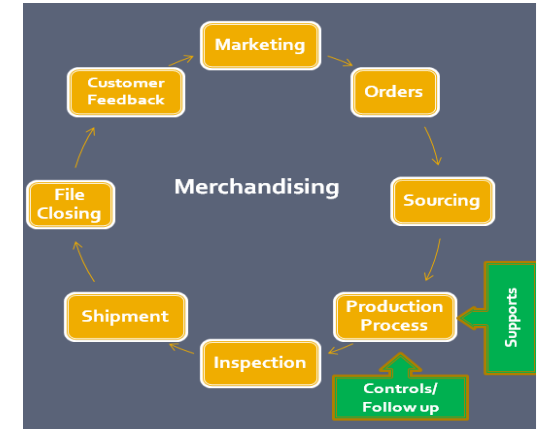 Marketing
Orders
Sourcing
Production
Process
Inspection
Shipment
File
Closing
Customer
Feedback
Merchandising
Supports
Controls/
Follow up